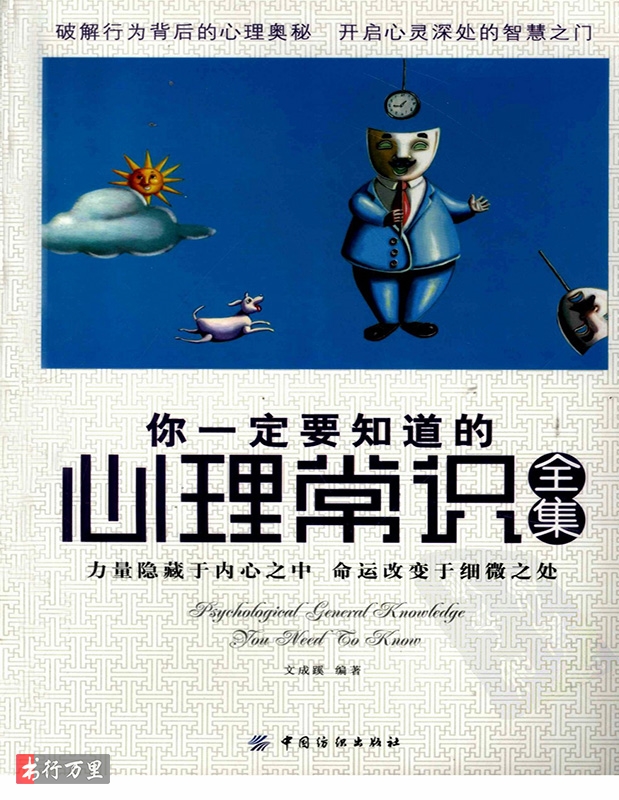 破解行为背后的心理奥秘 开启心灵深处的智慧之门
你一定要知道的
心理常识全集
力量隐藏于内心之中 命运改变于细微之处
Psychological General Knowledge
You Need To Know
文成蹊 编著
中国纺织出版社
书行万里